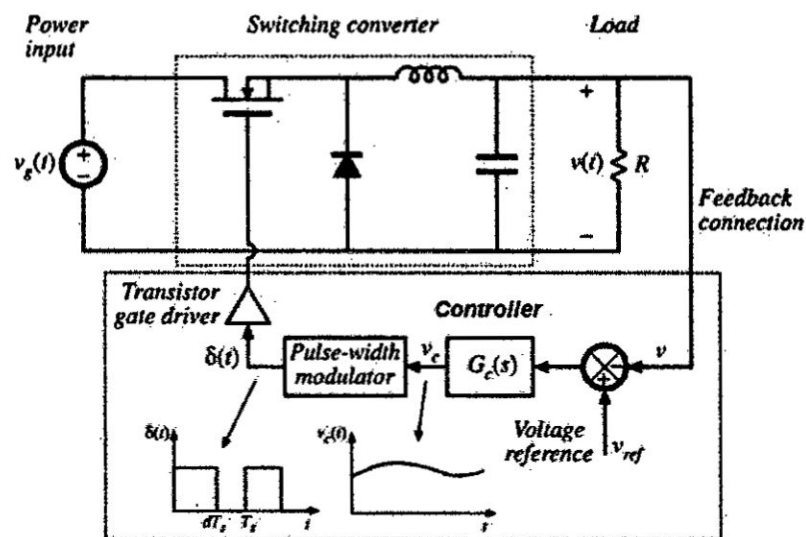 Power
input
Switching converter
Load
v_g(t)
+
−
+
v(t)
−
R
Feedback
connection
Transistor
gate driver
Controller
δ(t)
Pulse-width
modulator
v_c
G_c(s)
−
+
v
Voltage
reference
v_ref
δ(t)
dT_s
T_s
t
v_c(t)
t